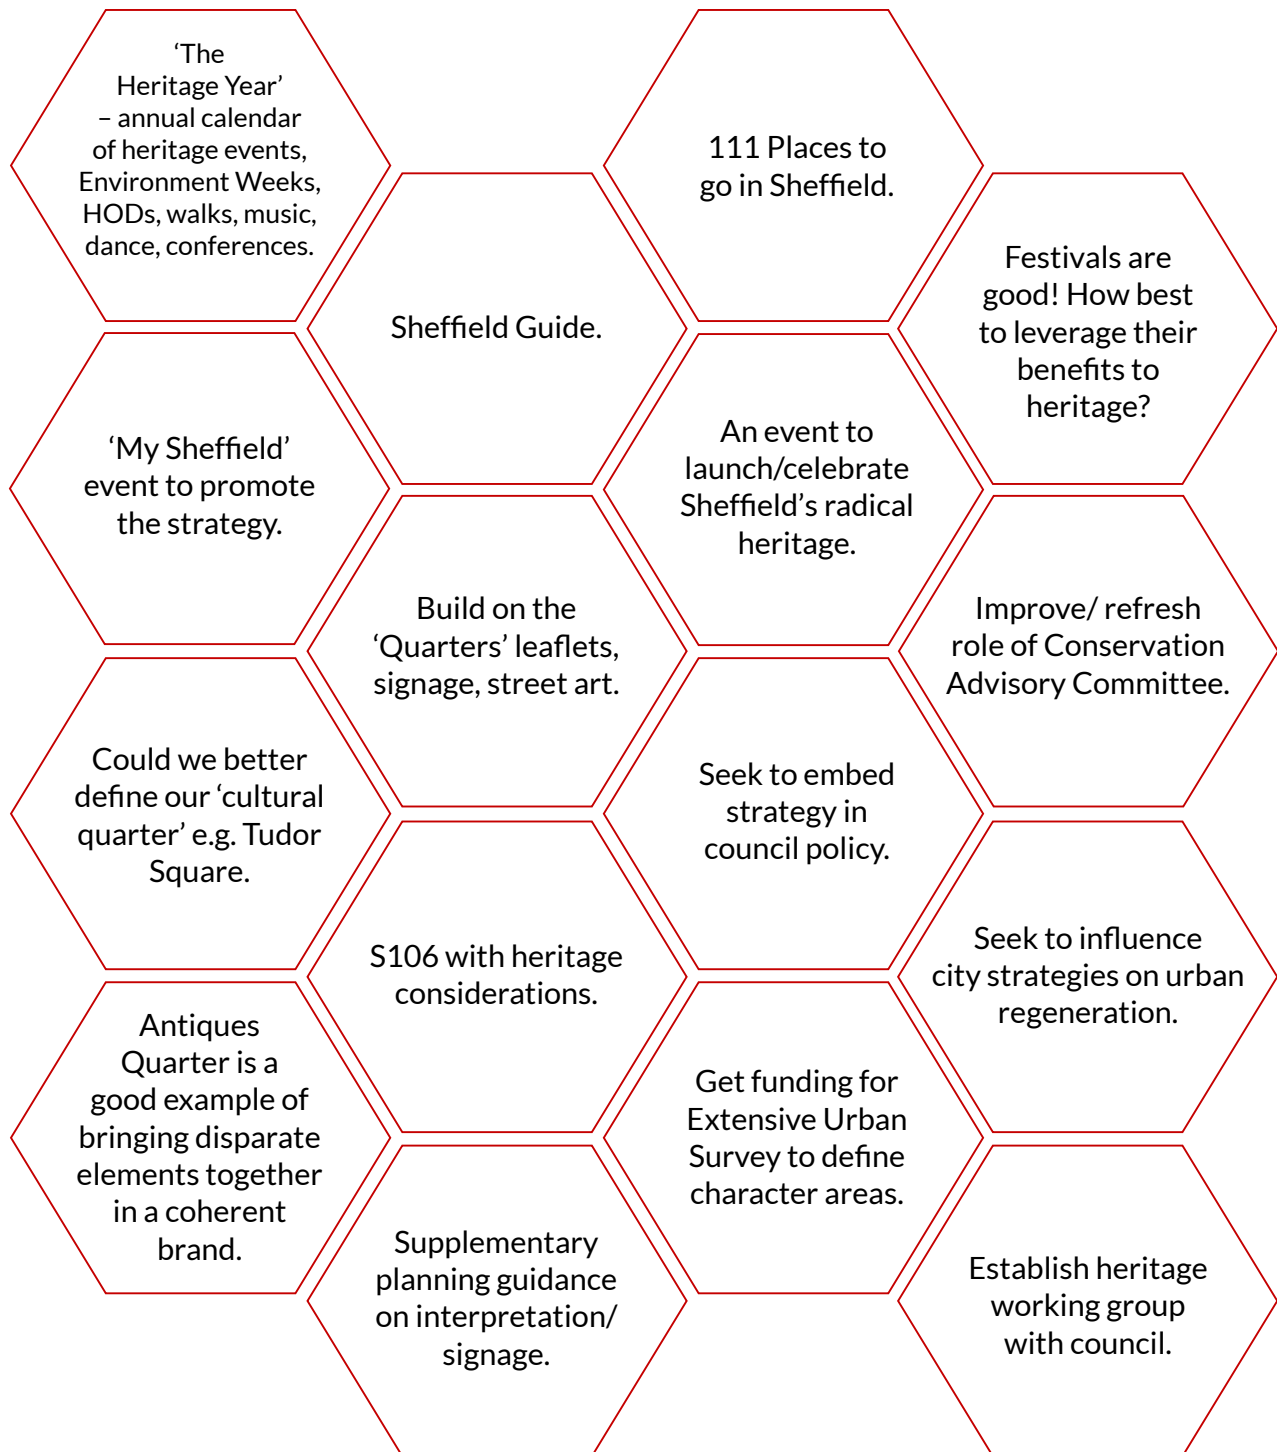 ‘The
Heritage Year’
– annual calendar
of heritage events,
Environment Weeks,
HODs, walks, music,
dance, conferences.
111 Places to
go in Sheffield.
Sheffield Guide.
Festivals are
good! How best
to leverage their
benefits to
heritage?
‘My Sheffield’
event to promote
the strategy.
An event to
launch/celebrate
Sheffield’s radical
heritage.
Build on the
‘Quarters’ leaflets,
signage, street art.
Improve/ refresh
role of Conservation
Advisory Committee.
Could we better
define our ‘cultural
quarter’ e.g. Tudor
Square.
Seek to embed
strategy in
council policy.
S106 with heritage
considerations.
Seek to influence
city strategies on urban
regeneration.
Antiques
Quarter is a
good example of
bringing disparate
elements together
in a coherent
brand.
Get funding for
Extensive Urban
Survey to define
character areas.
Supplementary
planning guidance
on interpretation/
signage.
Establish heritage
working group
with council.